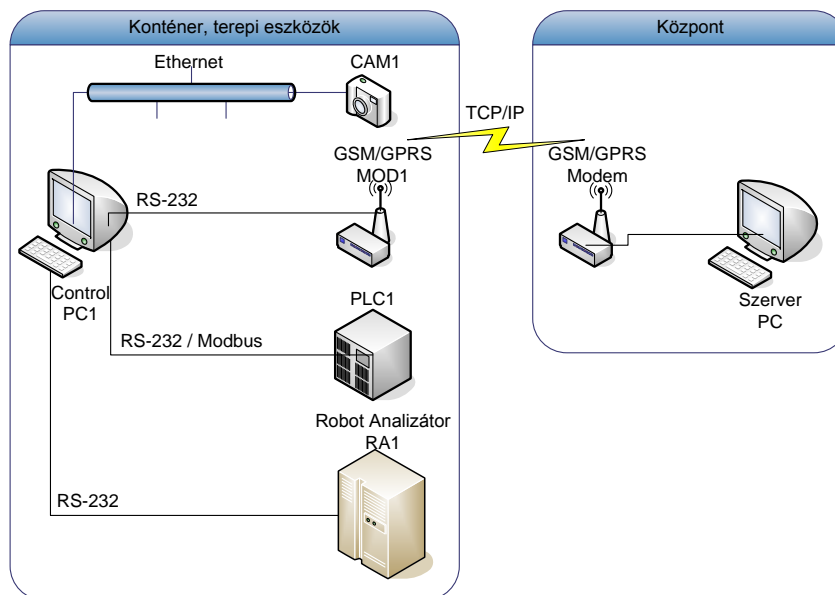 Konténer, terepi eszközök
Ethernet
CAM1
GSM/GPRS
MOD1
RS-232
Control
PC1
PLC1
RS-232 / Modbus
Robot Analizátor
RA1
RS-232
TCP/IP
Központ
GSM/GPRS
Modem
Szerver
PC